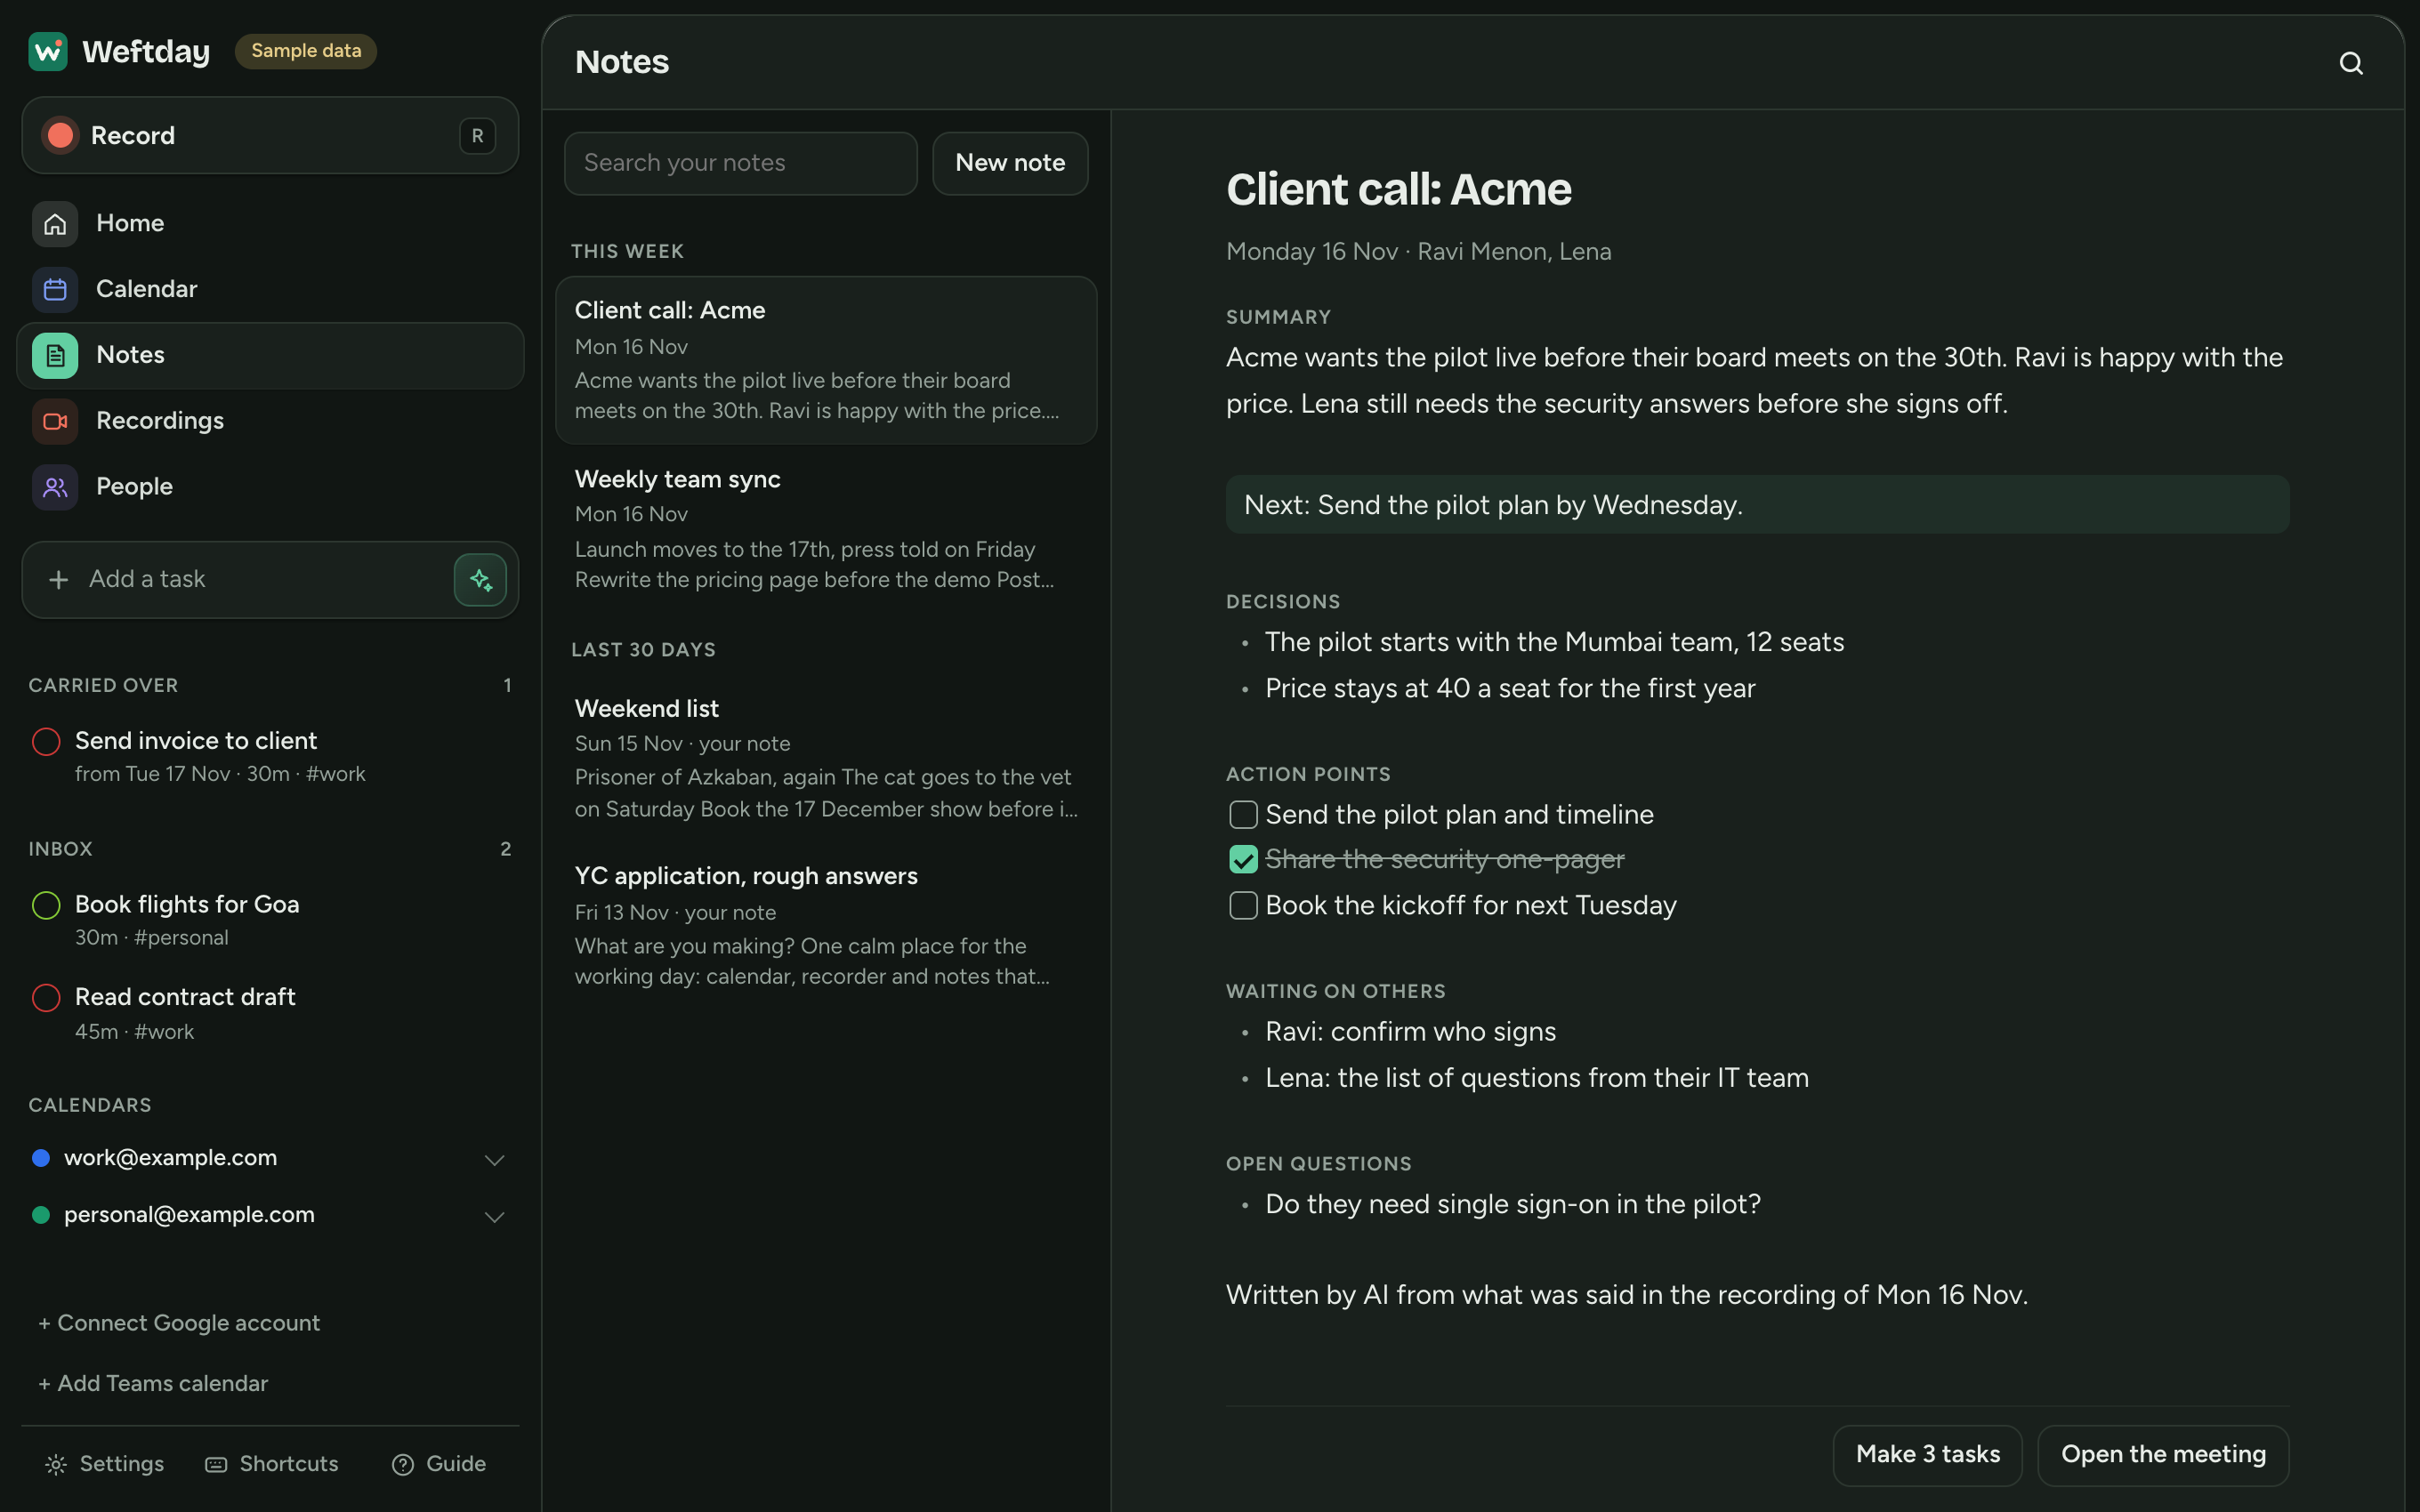 Weftday
Sample data
Record
R
Home
Calendar
Notes
Recordings
People
Add a task
CARRIED OVER 1
Send invoice to client
from Tue 17 Nov · 30m · #work
INBOX 2
Book flights for Goa
30m · #personal
Read contract draft
45m · #work
CALENDARS
work@example.com
personal@example.com
+ Connect Google account
+ Add Teams calendar
Settings
Shortcuts
Guide
Notes
Search your notes
New note
THIS WEEK
Client call: Acme
Mon 16 Nov
Acme wants the pilot live before their board
meets on the 30th. Ravi is happy with the price....
Weekly team sync
Mon 16 Nov
Launch moves to the 17th, press told on Friday
Rewrite the pricing page before the demo Post...
LAST 30 DAYS
Weekend list
Sun 15 Nov · your note
Prisoner of Azkaban, again The cat goes to the vet
on Saturday Book the 17 December show before i...
YC application, rough answers
Fri 13 Nov · your note
What are you making? One calm place for the
working day: calendar, recorder and notes that...
Client call: Acme
Monday 16 Nov · Ravi Menon, Lena
SUMMARY
Acme wants the pilot live before their board meets on the 30th. Ravi is happy with the
price. Lena still needs the security answers before she signs off.
Next: Send the pilot plan by Wednesday.
DECISIONS
• The pilot starts with the Mumbai team, 12 seats
• Price stays at 40 a seat for the first year
ACTION POINTS
Send the pilot plan and timeline
Share the security one-pager
Book the kickoff for next Tuesday
WAITING ON OTHERS
• Ravi: confirm who signs
• Lena: the list of questions from their IT team
OPEN QUESTIONS
• Do they need single sign-on in the pilot?
Written by AI from what was said in the recording of Mon 16 Nov.
Make 3 tasks
Open the meeting